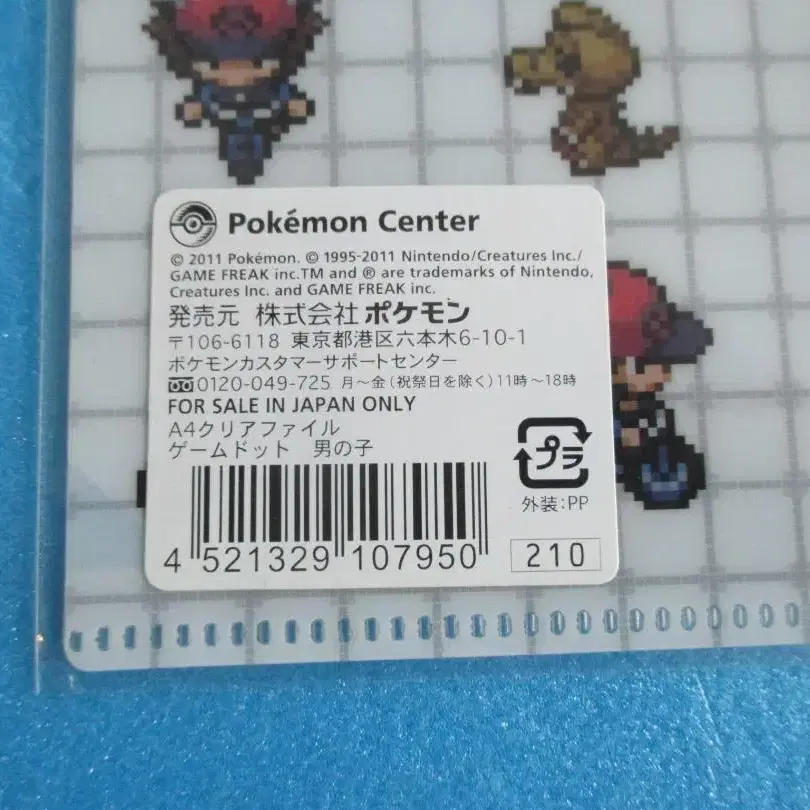 Pokémon Center
© 2011 Pokémon. © 1995-2011 Nintendo/Creatures Inc./
GAME FREAK inc.TM and ® are trademarks of Nintendo,
Creatures Inc. and GAME FREAK inc.
発売元 株式会社ポケモン
〒106-6118 東京都港区六本木6-10-1
ポケモンカスタマーサポートセンター
0120-049-725 月～金(祝祭日を除く)11時～18時
FOR SALE IN JAPAN ONLY
A4クリアファイル
ゲームドット 男の子
プラ
外装:PP
4 521329 107950
210